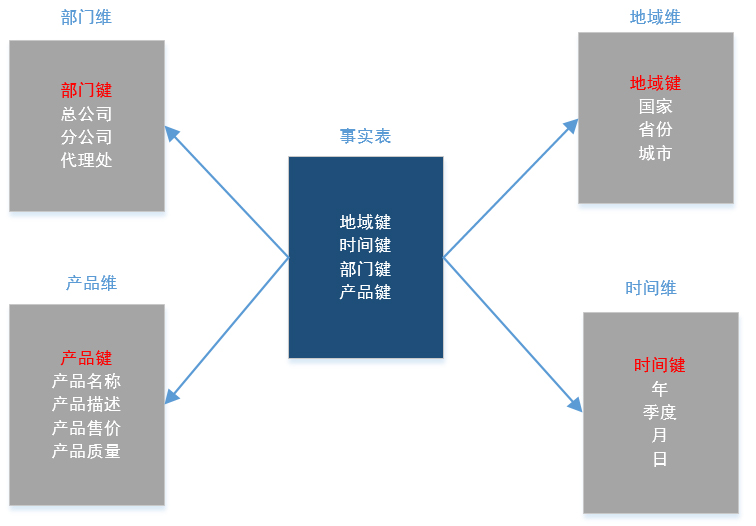 部门维
部门键
总公司
分公司
代理处
地域维
地域键
国家
省份
城市
事实表
地域键
时间键
部门键
产品键
产品维
产品键
产品名称
产品描述
产品售价
产品质量
时间维
时间键
年
季度
月
日